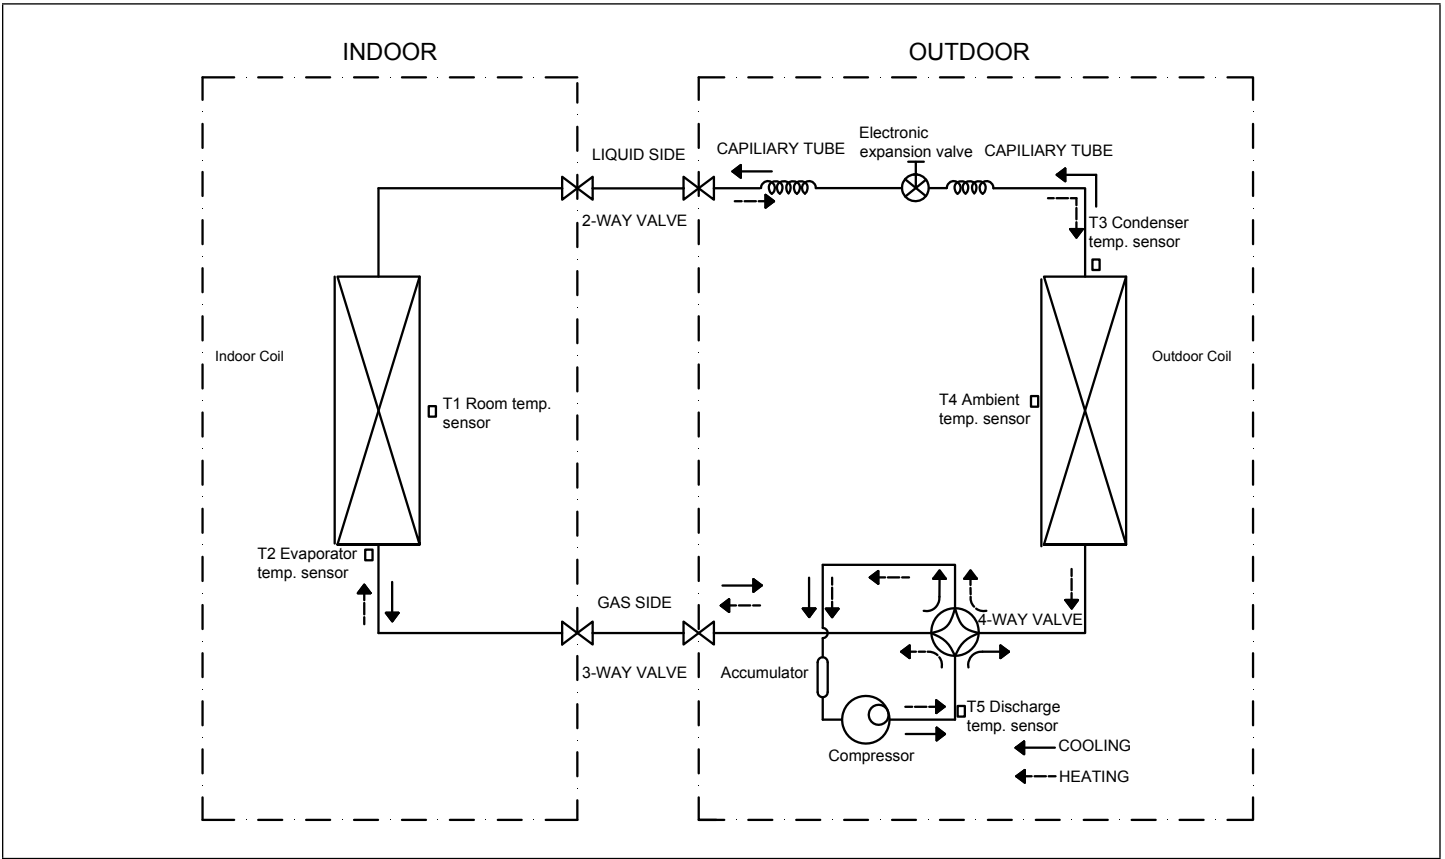 INDOOR
OUTDOOR
LIQUID SIDE
CAPILIARY TUBE
Electronic
expansion valve
CAPILIARY TUBE
2-WAY VALVE
T3 Condenser
temp. sensor
Indoor Coil
Outdoor Coil
T1 Room temp.
sensor
T4 Ambient
temp. sensor
T2 Evaporator
temp. sensor
GAS SIDE
4-WAY VALVE
3-WAY VALVE
Accumulator
T5 Discharge
temp. sensor
Compressor
COOLING
HEATING